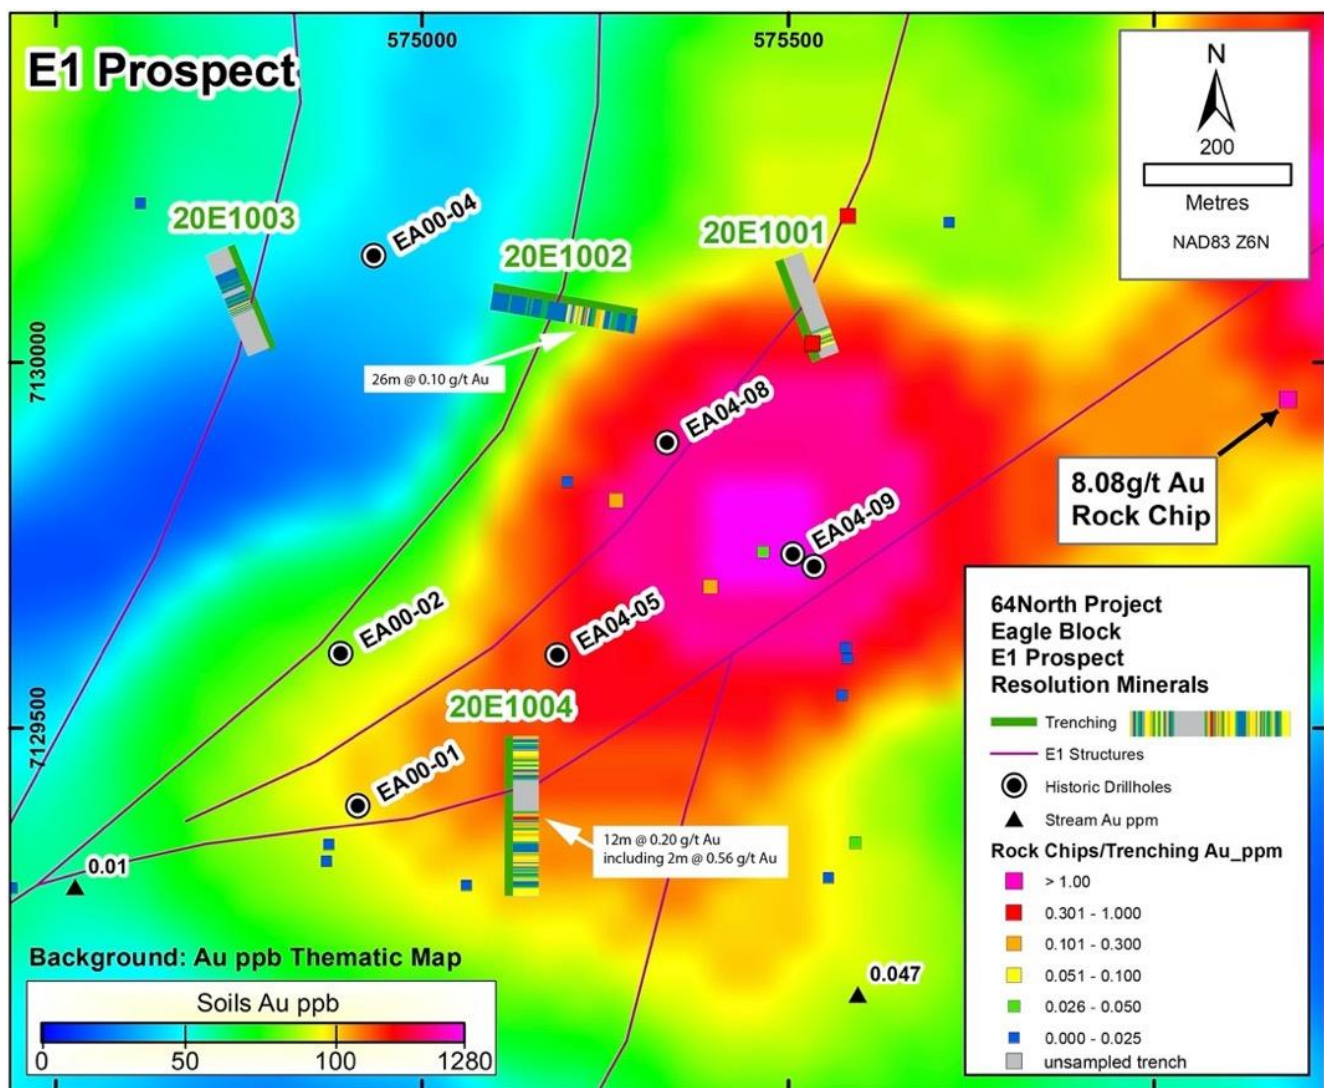 575000
575500
E1 Prospect
N
200
Metres
NAD83 Z6N
20E1003
EA00-04
20E1002
20E1001
7130000
26m @ 0.10 g/t Au
EA04-08
8.08g/t Au
Rock Chip
EA04-09
EA00-02
EA04-05
20E1004
7129500
EA00-01
12m @ 0.20 g/t Au
including 2m @ 0.56 g/t Au
0.01
0.047
64North Project
Eagle Block
E1 Prospect
Resolution Minerals
Trenching
E1 Structures
Historic Drillholes
Stream Au ppm
Rock Chips/Trenching Au_ppm
> 1.00
0.301 - 1.000
0.101 - 0.300
0.051 - 0.100
0.026 - 0.050
0.000 - 0.025
unsampled trench
Background: Au ppb Thematic Map
Soils Au ppb
0 50 100 1280